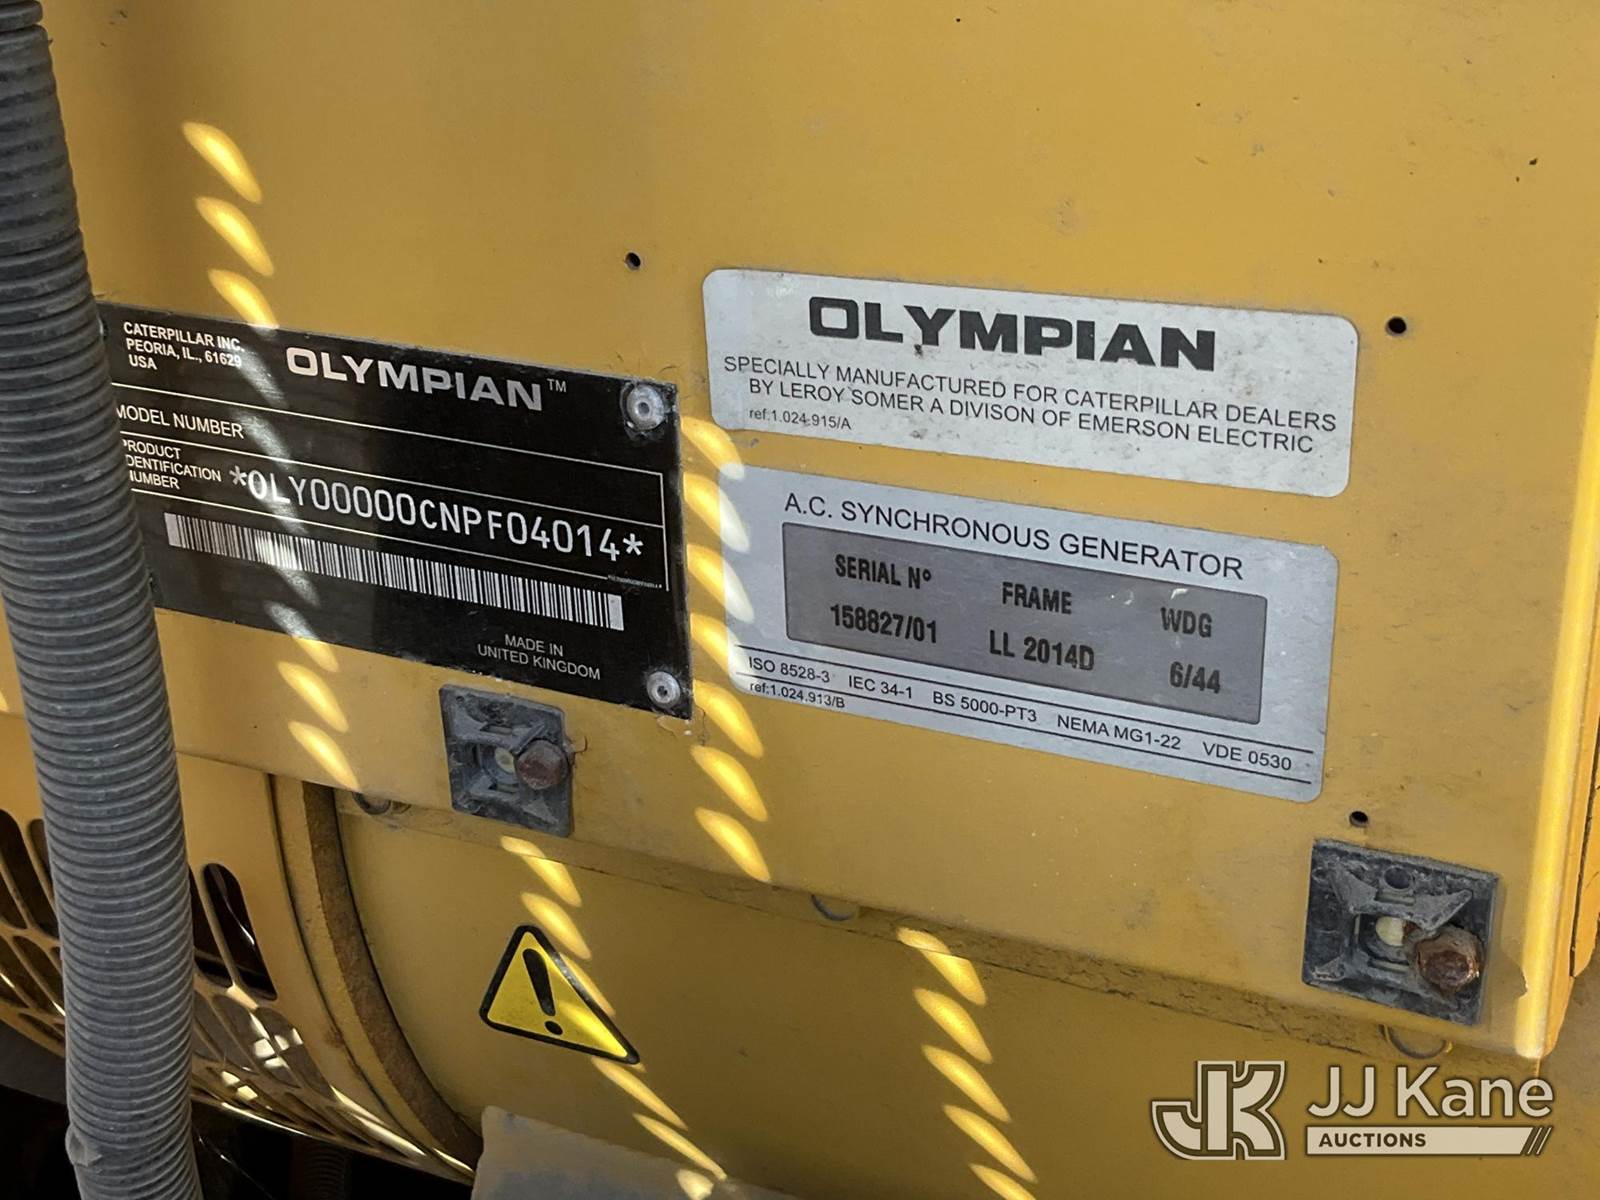 CATERPILLAR INC.
PEORIA, IL., 61629
USA
OLYMPIAN™
MODEL NUMBER
PRODUCT
IDENTIFICATION
NUMBER
*OLY00000CNPF04014*
MADE IN
UNITED KINGDOM
OLYMPIAN
SPECIALLY MANUFACTURED FOR CATERPILLAR DEALERS
BY LEROY SOMER A DIVISON OF EMERSON ELECTRIC
ref:1.024.915/A
A.C. SYNCHRONOUS GENERATOR
SERIAL N° FRAME WDG
158827/01 LL 2014D 6/44
ISO 8528-3 IEC 34-1 BS 5000-PT3 NEMA MG1-22 VDE 0530
ref:1.024.913/B
JJ Kane
AUCTIONS